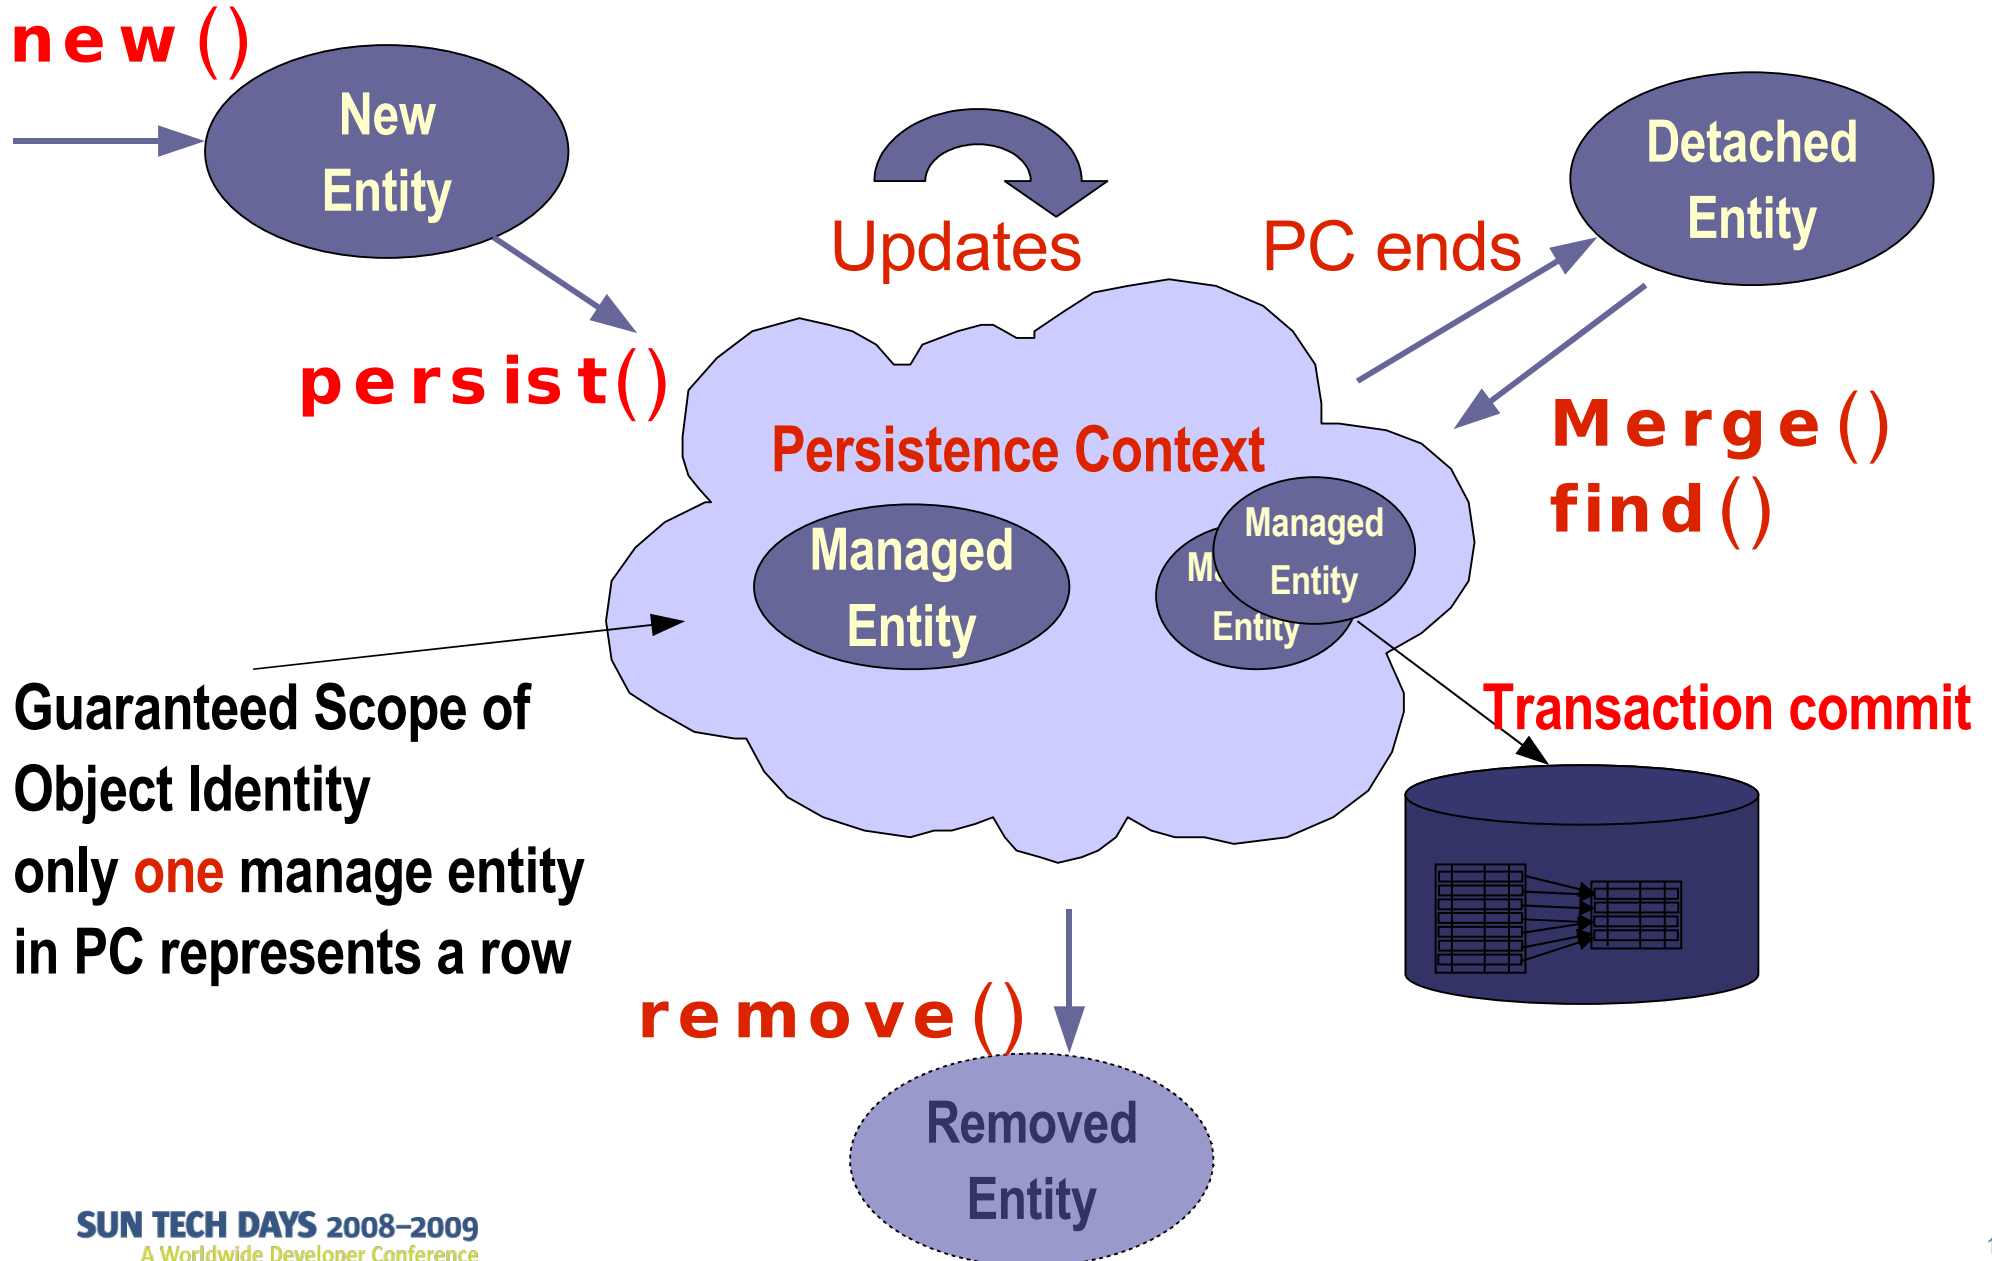 new()
New
Entity
Updates
PC ends
Detached
Entity
persist()
Merge()
find()
Persistence Context
Managed
Entity
Managed
Entity
Entity
Guaranteed Scope of
Object Identity
only one manage entity
in PC represents a row
Transaction commit
remove()
Removed
Entity
SUN TECH DAYS 2008–2009
A Worldwide Developer Conference